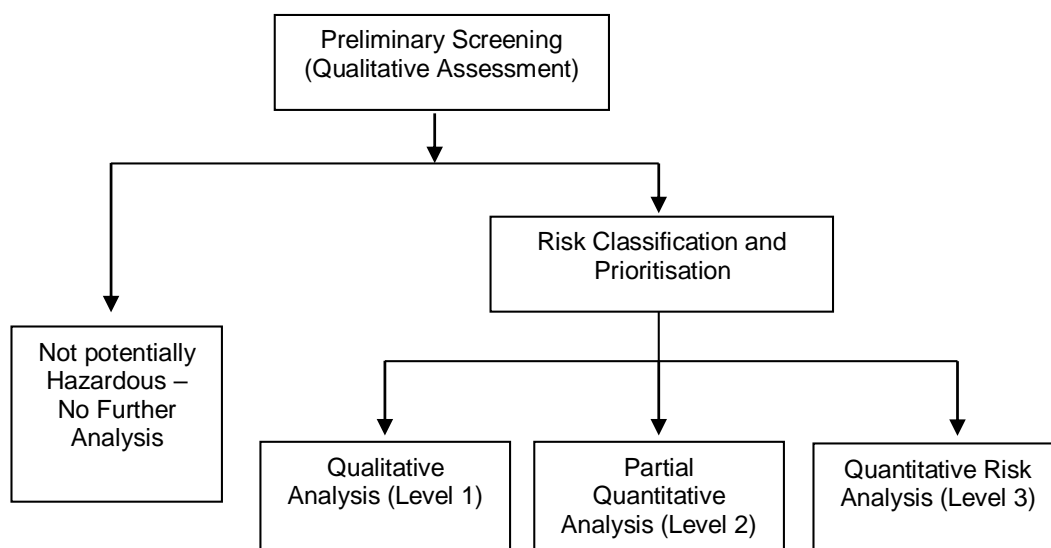 Preliminary Screening
(Qualitative Assessment)
Risk Classification and
Prioritisation
Not potentially
Hazardous –
No Further
Analysis
Qualitative
Analysis (Level 1)
Partial
Quantitative
Analysis (Level 2)
Quantitative Risk
Analysis (Level 3)